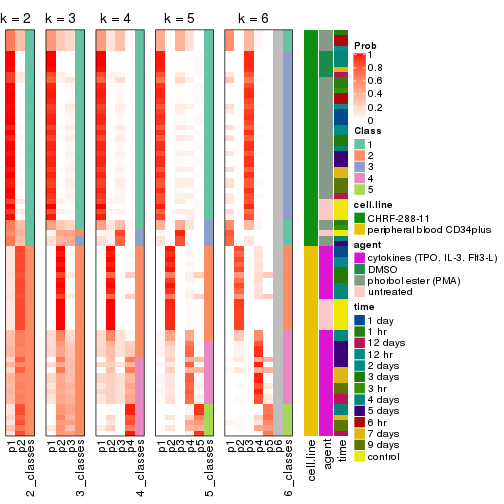 k = 2 k = 3 k = 4 k = 5 k = 6
Prob
1
0.8
0.6
0.4
0.2
0
Class
1
2
3
4
5
cell.line
CHRF-288-11
peripheral blood CD34plus
agent
cytokines (TPO. IL-3. Flt3-L)
DMSO
phorbol ester (PMA)
untreated
time
1 day
1 hr
12 days
12 hr
2 days
3 days
3 hr
4 days
5 days
6 hr
7 days
9 days
control
p1
p2
2_classes
p1
p2
p3
3_classes
p1
p2
p3
p4
4_classes
p1
p2
p3
p4
p5
5_classes
p1
p2
p3
p4
p5
p6
6_classes
cell.line
agent
time